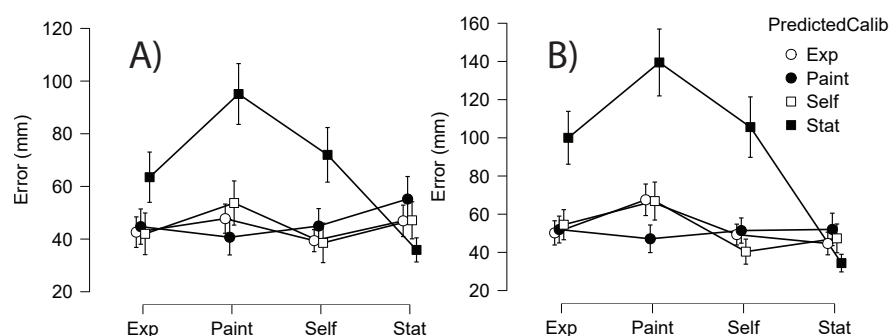 A)
Error (mm)
120
100
80
60
40
20
Exp Paint Self Stat
B)
Error (mm)
160
140
120
100
80
60
40
20
Exp Paint Self Stat
PredictedCalib
Exp
Paint
Self
Stat